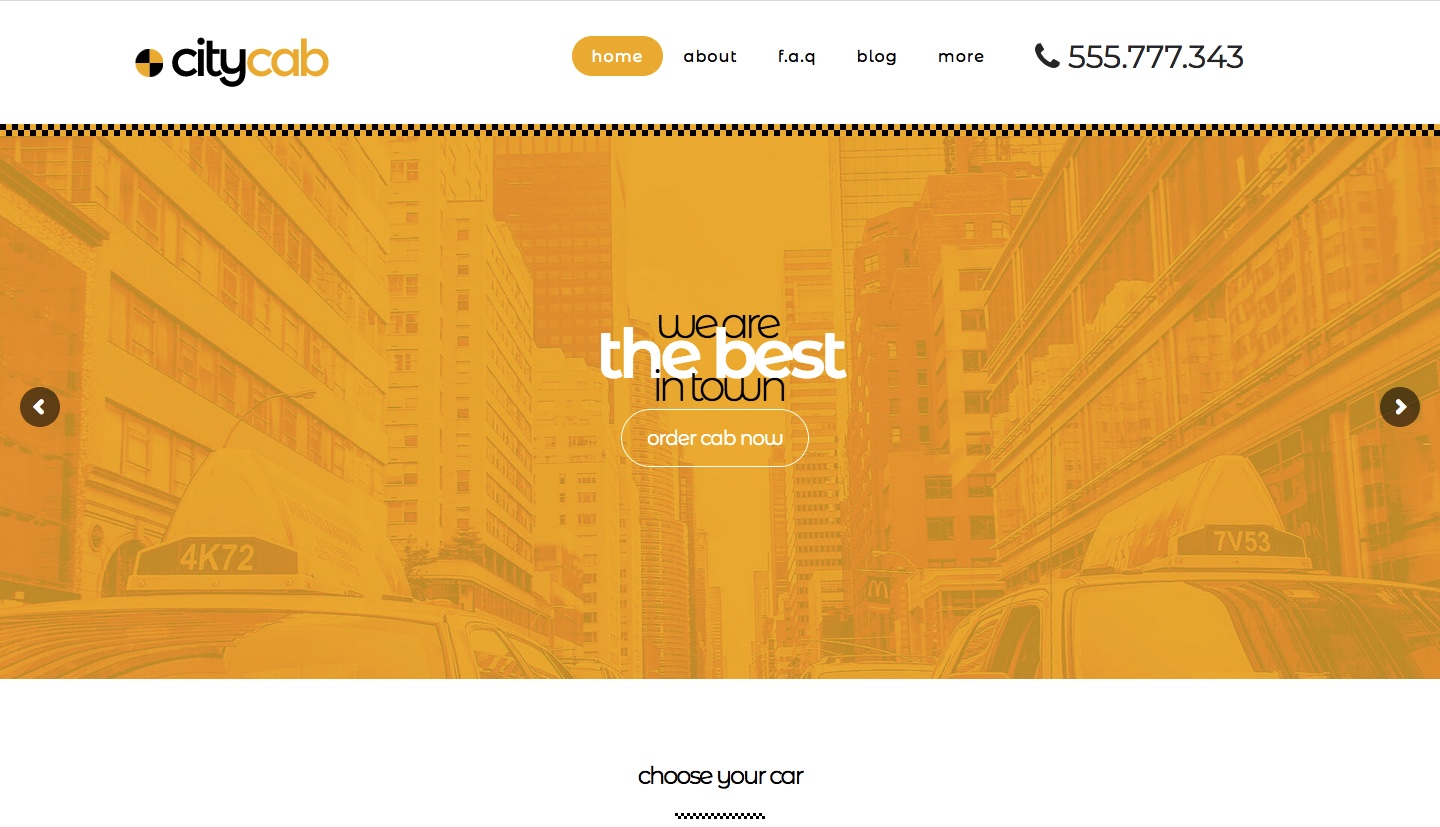 citycab
home about f.a.q blog more 555.777.343
we are
the best
in town
order cab now
4K72
7V53
choose your car